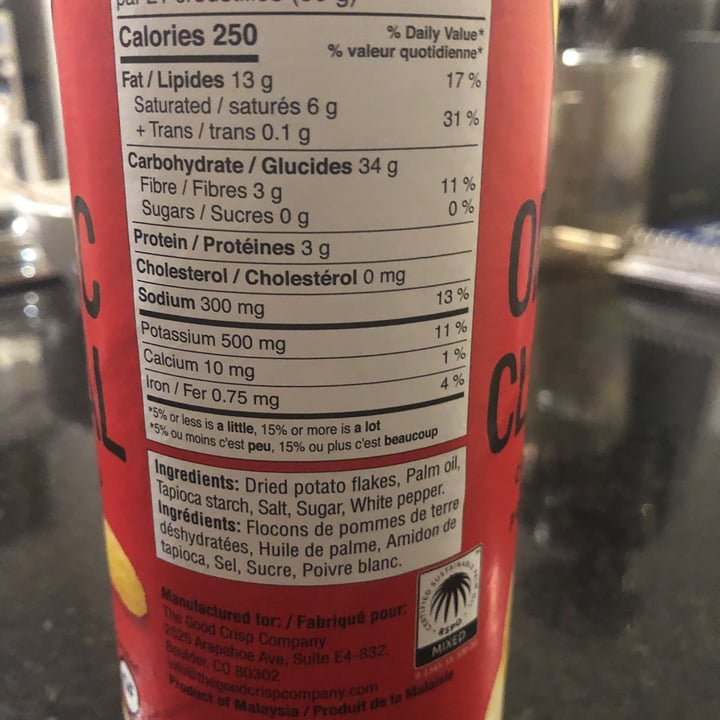 Calories 250
% Daily Value*
% valeur quotidienne*
Fat / Lipides 13 g 17 %
Saturated / saturés 6 g
+ Trans / trans 0.1 g 31 %
Carbohydrate / Glucides 34 g
Fibre / Fibres 3 g 11 %
Sugars / Sucres 0 g 0 %
Protein / Protéines 3 g
Cholesterol / Cholestérol 0 mg
Sodium 300 mg 13 %
Potassium 500 mg 11 %
Calcium 10 mg 1 %
Iron / Fer 0.75 mg 4 %
*5% or less is a little, 15% or more is a lot
*5% ou moins c'est peu, 15% ou plus c'est beaucoup
Ingredients: Dried potato flakes, Palm oil,
Tapioca starch, Salt, Sugar, White pepper.
Ingrédients: Flocons de pommes de terre
déshydratées, Huile de palme, Amidon de
tapioca, Sel, Sucre, Poivre blanc.
Manufactured for: / Fabriqué pour:
The Good Crisp Company
2525 Arapahoe Ave, Suite E4-832,
Boulder, CO 80302
info@thegoodcrispcompany.com
Product of Malaysia / Produit de la Malaisie
CERTIFIED SUSTAINABLE PALM OIL
RSPO
MIXED